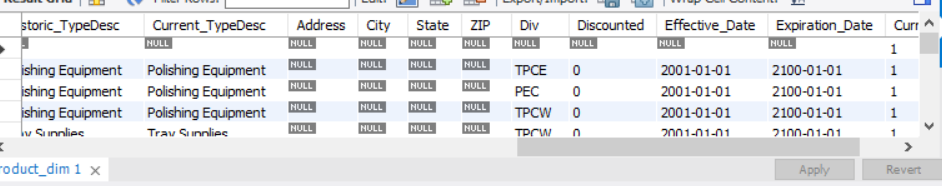 Result Grid Filter Rows: Edit: Export/Import: Wrap Cell Content:
storic_TypeDesc Current_TypeDesc Address City State ZIP Div Discounted Effective_Date Expiration_Date Curr
NULL NULL NULL NULL NULL NULL NULL NULL NULL 1
ishing Equipment Polishing Equipment NULL NULL NULL NULL TPCE 0 2001-01-01 2100-01-01 1
ishing Equipment Polishing Equipment NULL NULL NULL NULL PEC 0 2001-01-01 2100-01-01 1
ishing Equipment Polishing Equipment NULL NULL NULL NULL TPCW 0 2001-01-01 2100-01-01 1
ay Supplies Tray Supplies NULL NULL NULL NULL TPCW 0 2001-01-01 2100-01-01 1
roduct_dim 1 × Apply Revert